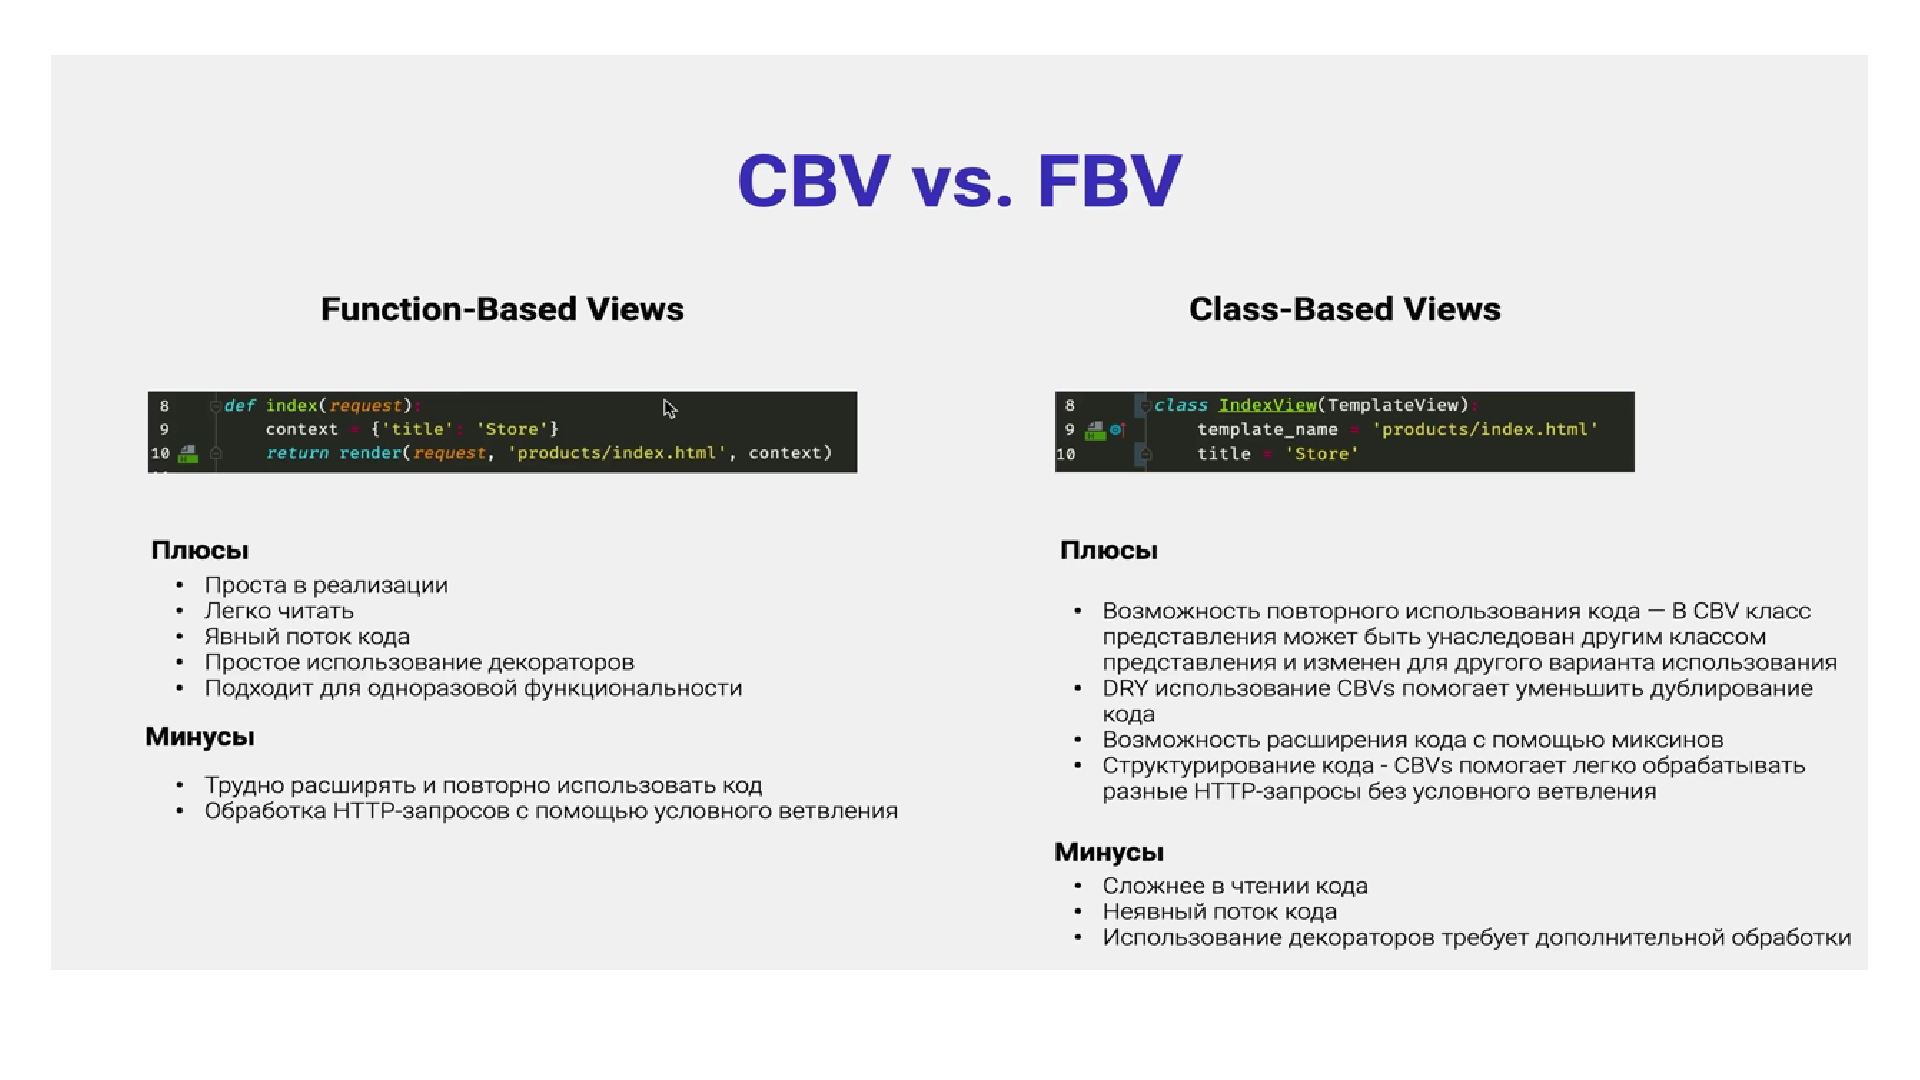 CBV vs. FBV
Function-Based Views
8 def index(request):
9 context = {'title': 'Store'}
10 return render(request, 'products/index.html', context)
Плюсы
• Проста в реализации
• Легко читать
• Явный поток кода
• Простое использование декораторов
• Подходит для одноразовой функциональности
Минусы
• Трудно расширять и повторно использовать код
• Обработка HTTP-запросов с помощью условного ветвления
Class-Based Views
8 class IndexView(TemplateView):
9 template_name = 'products/index.html'
10 title = 'Store'
Плюсы
• Возможность повторного использования кода — В CBV класс
представления может быть унаследован другим классом
представления и изменен для другого варианта использования
• DRY использование CBVs помогает уменьшить дублирование
кода
• Возможность расширения кода с помощью миксинов
• Структурирование кода - CBVs помогает легко обрабатывать
разные HTTP-запросы без условного ветвления
Минусы
• Сложнее в чтении кода
• Неявный поток кода
• Использование декораторов требует дополнительной обработки